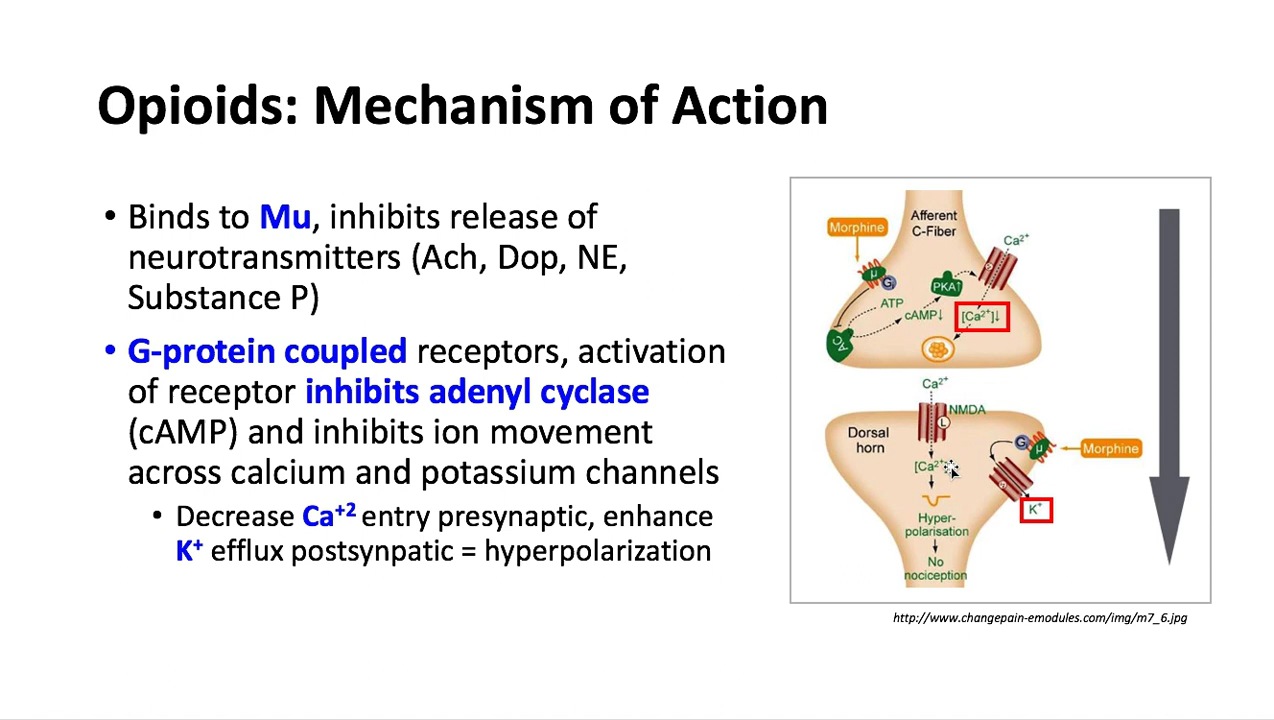 Opioids: Mechanism of Action
• Binds to Mu, inhibits release of
neurotransmitters (Ach, Dop, NE,
Substance P)
• G-protein coupled receptors, activation
of receptor inhibits adenyl cyclase
(cAMP) and inhibits ion movement
across calcium and potassium channels
• Decrease Ca⁺² entry presynaptic, enhance
K⁺ efflux postsynpatic = hyperpolarization
Afferent
C-Fiber
Morphine
Ca²⁺
μ
G
PKA↑
ATP
cAMP↓
[Ca²⁺]↓
AC
Ca²⁺
NMDA
L
Dorsal
horn
G
μ
Morphine
[Ca²⁺
K⁺
Hyper-
polarisation
No
nociception
http://www.changepain-emodules.com/img/m7_6.jpg